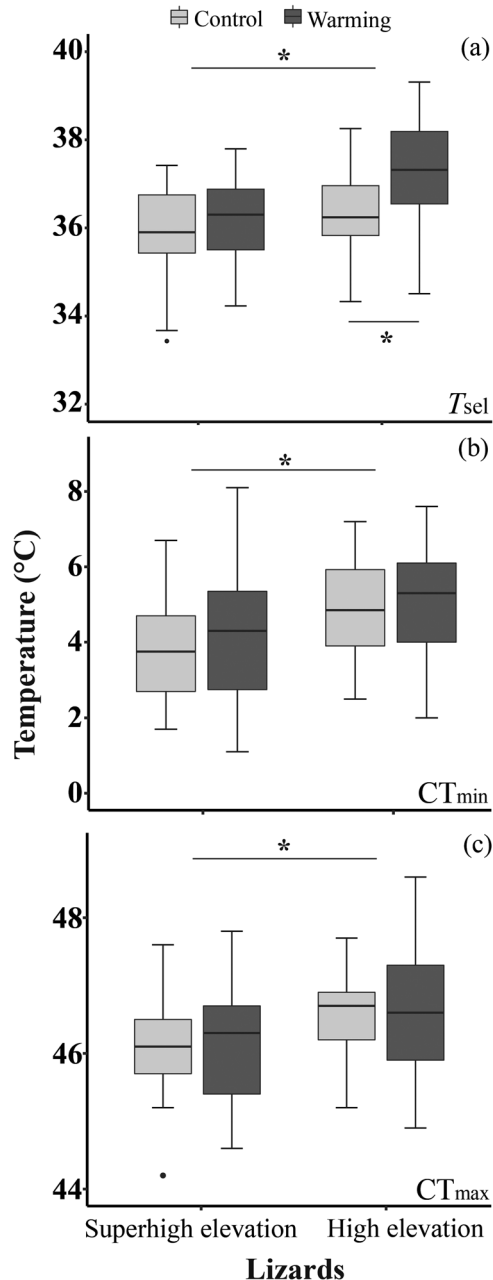 Control Warming
(a)
40
*
38
36
34
*
32
Tsel
(b)
*
8
6
4
2
0
CTmin
Temperature (°C)
(c)
*
48
46
44
CTmax
Superhigh elevation High elevation
Lizards